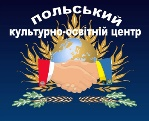 ПОЛЬСЬКИЙ
культурно-освітній центр